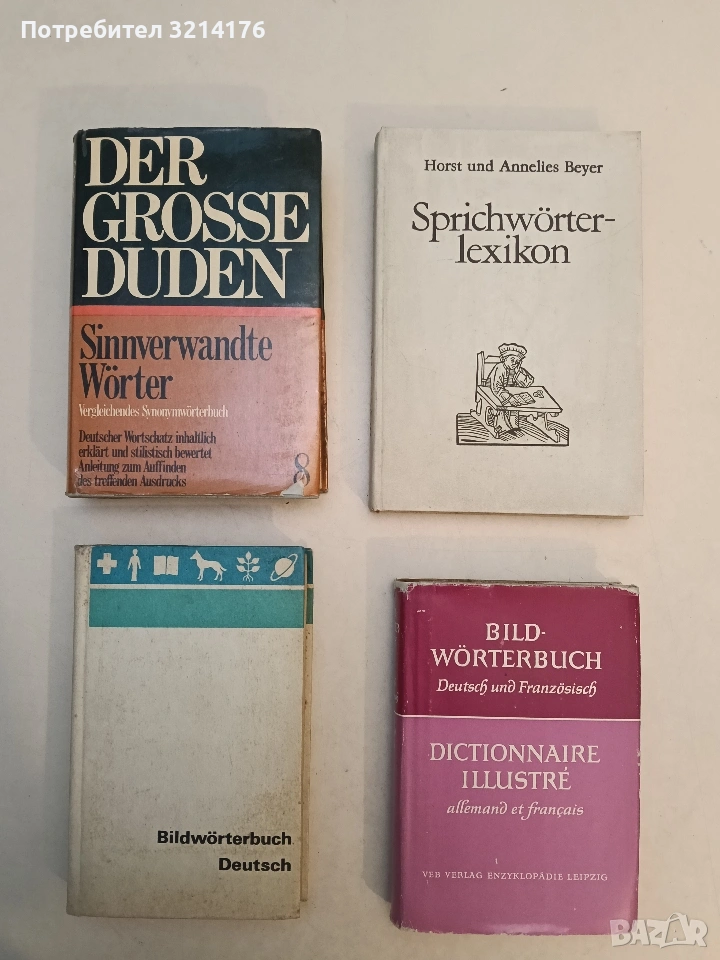 Потребител 3214176
DER
GROSSE
DUDEN
Sinnverwandte
Wörter
Vergleichendes Synonymwörterbuch
Deutscher Wortschatz inhaltlich
erklärt und stilistisch bewertet
Anleitung zum Auffinden
des treffenden Ausdrucks
8
Horst und Annelies Beyer
Sprichwörter-
lexikon
Bildwörterbuch
Deutsch
BILD-
WÖRTERBUCH
Deutsch und Französisch
DICTIONNAIRE
ILLUSTRÉ
allemand et français
VEB VERLAG ENZYKLOPÄDIE LEIPZIG
BAZAR